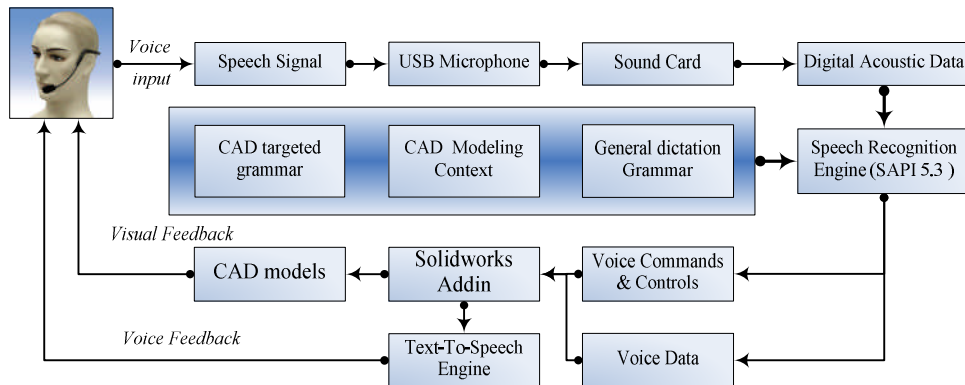 Voice
input
Speech Signal
USB Microphone
Sound Card
Digital Acoustic Data
CAD targeted
grammar
CAD Modeling
Context
General dictation
Grammar
Speech Recognition
Engine (SAPI 5.3 )
Visual Feedback
CAD models
Solidworks
Addin
Voice Commands
& Controls
Voice Feedback
Text-To-Speech
Engine
Voice Data